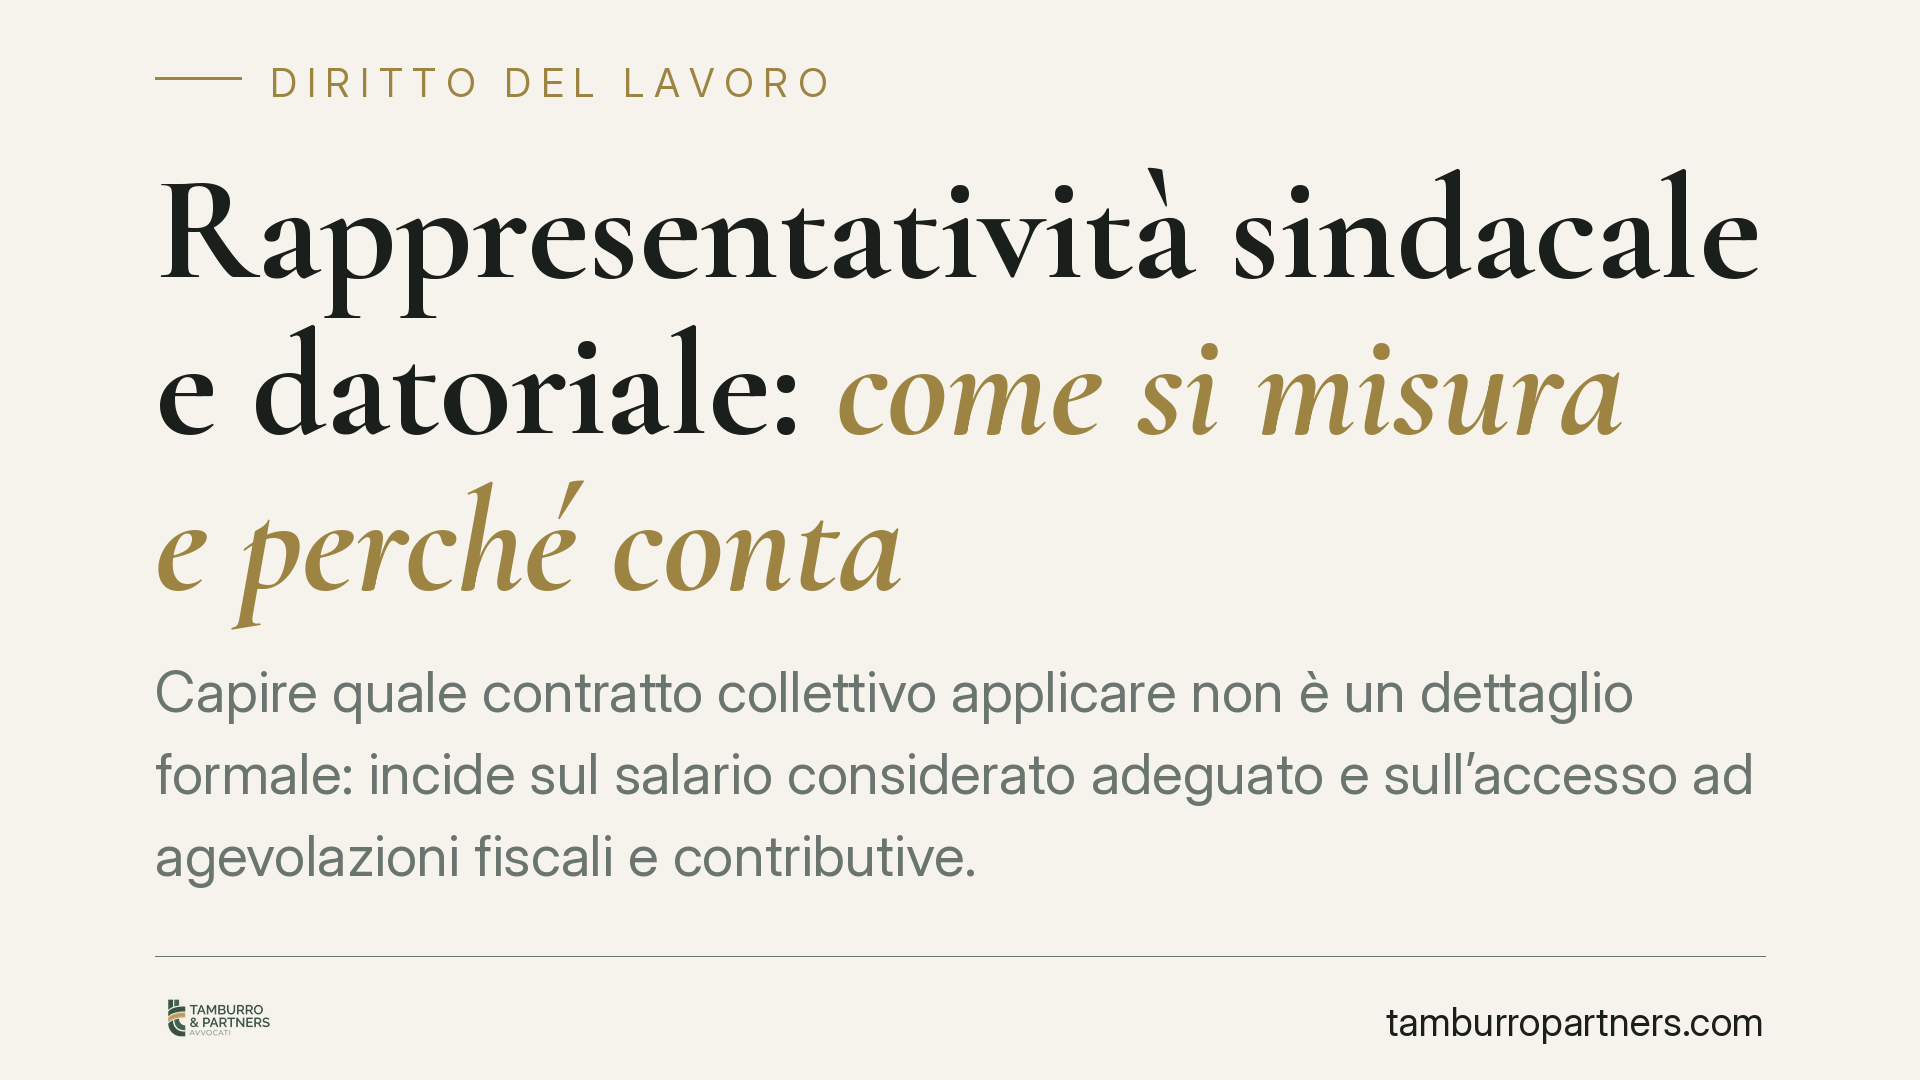 DIRITTO DEL LAVORO
Rappresentatività sindacale
e datoriale: come si misura
e perché conta
Capire quale contratto collettivo applicare non è un dettaglio
formale: incide sul salario considerato adeguato e sull’accesso ad
agevolazioni fiscali e contributive.
TAMBURRO
& PARTNERS
AVVOCATI
tamburropartners.com